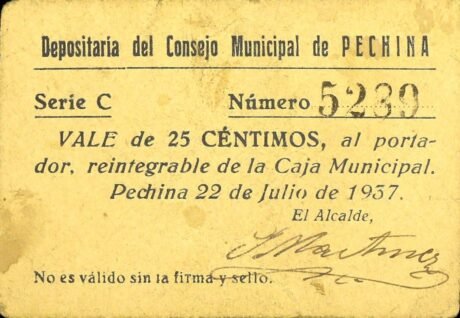 Depositaria del Consejo Municipal de PECHINA
Serie C Número 5239
VALE de 25 CÉNTIMOS, al porta-
dor, reintegrable de la Caja Municipal.
Pechina 22 de Julio de 1937.
El Alcalde,
S Martinez
No es válido sin la firma y sello.